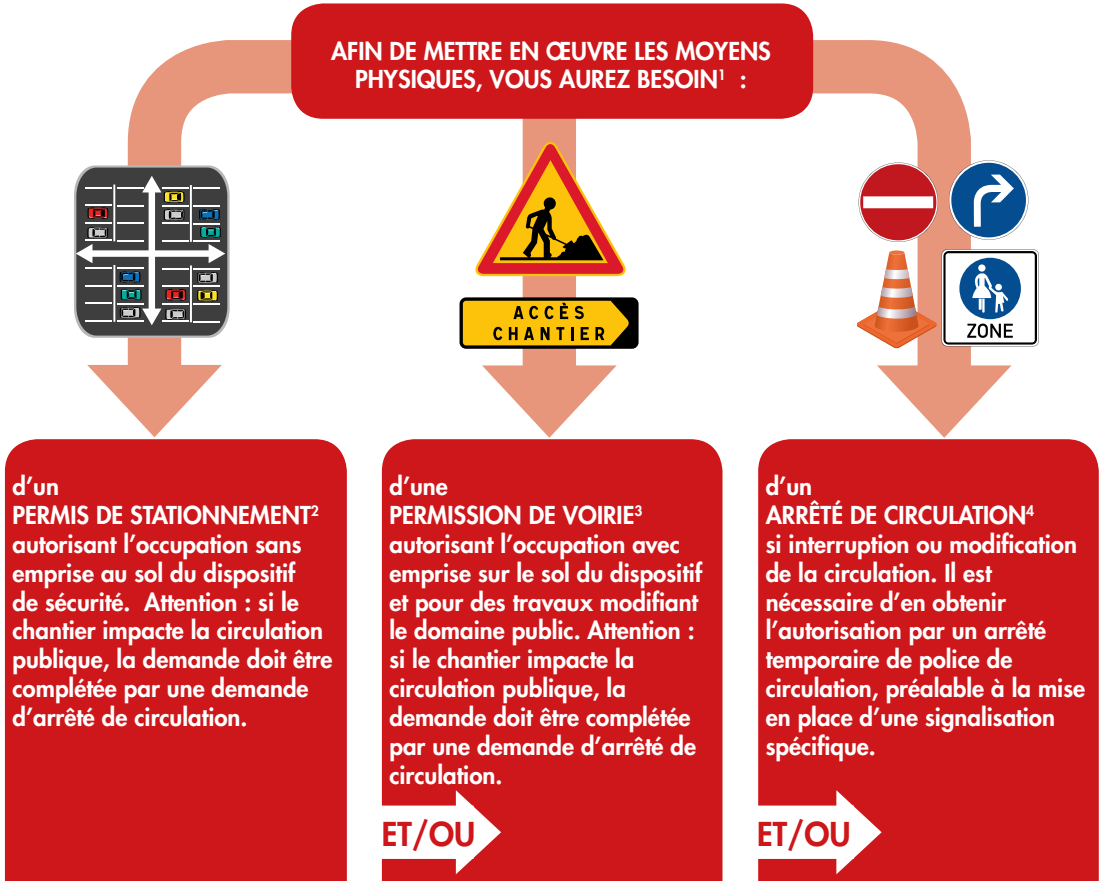 AFIN DE METTRE EN ŒUVRE LES MOYENS
PHYSIQUES, VOUS AUREZ BESOIN¹ :
ACCÈS
CHANTIER
ZONE
d’un
PERMIS DE STATIONNEMENT²
autorisant l’occupation sans
emprise au sol du dispositif
de sécurité. Attention : si le
chantier impacte la circulation
publique, la demande doit être
complétée par une demande
d’arrêté de circulation.
d’une
PERMISSION DE VOIRIE³
autorisant l’occupation avec
emprise sur le sol du dispositif
et pour des travaux modifiant
le domaine public. Attention :
si le chantier impacte la
circulation publique, la
demande doit être complétée
par une demande d’arrêté de
circulation.
ET/OU
d’un
ARRÊTÉ DE CIRCULATION⁴
si interruption ou modification
de la circulation. Il est
nécessaire d’en obtenir
l’autorisation par un arrêté
temporaire de police de
circulation, préalable à la mise
en place d’une signalisation
spécifique.
ET/OU